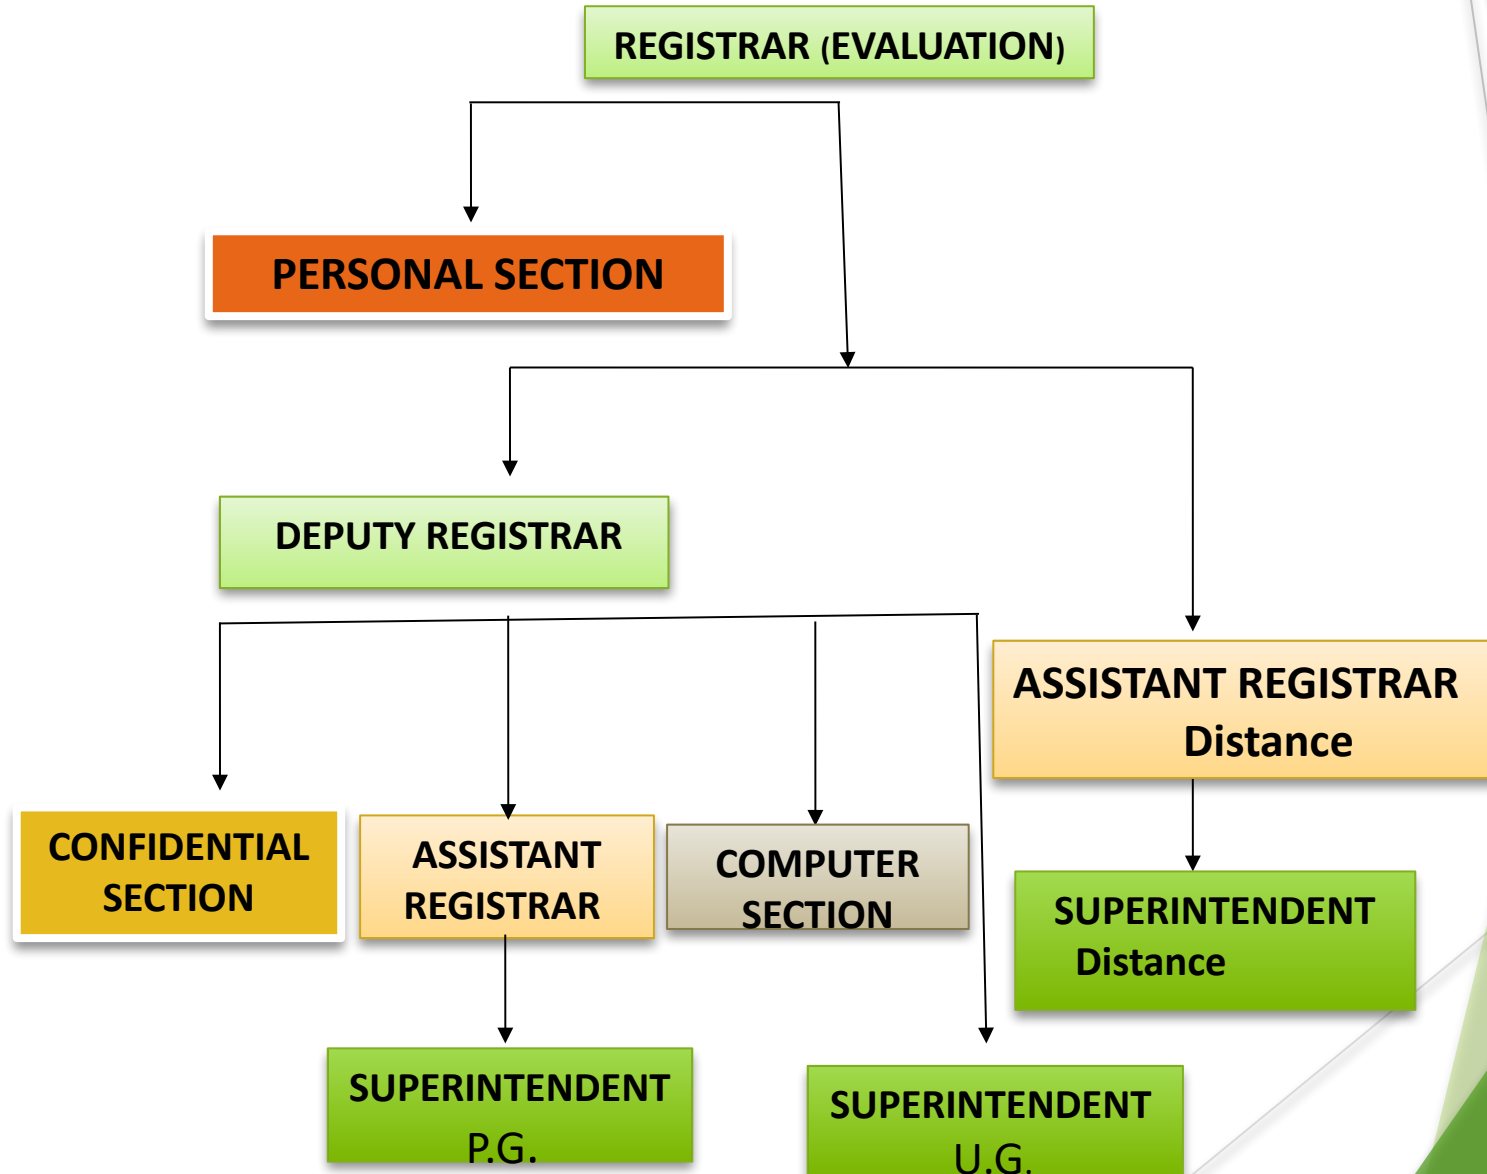 REGISTRAR (EVALUATION)
PERSONAL SECTION
DEPUTY REGISTRAR
ASSISTANT REGISTRAR
Distance
CONFIDENTIAL
SECTION
ASSISTANT
REGISTRAR
COMPUTER
SECTION
SUPERINTENDENT
Distance
SUPERINTENDENT
P.G.
SUPERINTENDENT
U.G.